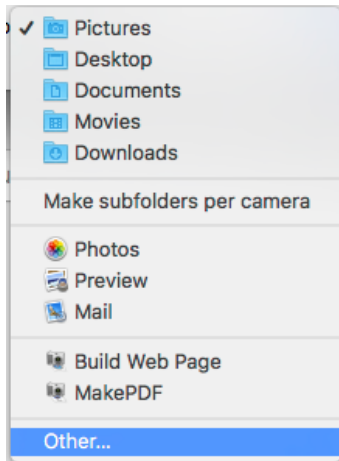 Pictures
Desktop
Documents
Movies
Downloads
Make subfolders per camera
Photos
Preview
Mail
Build Web Page
MakePDF
Other...